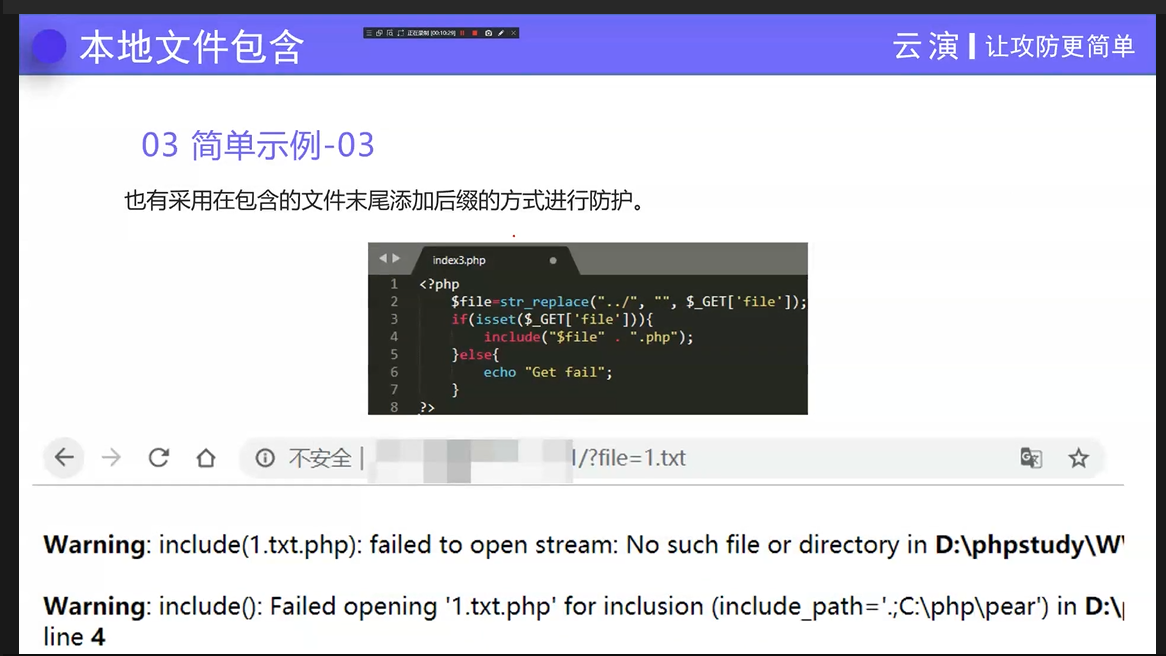 正在录制 [00:10:29]
本地文件包含
云演 | 让攻防更简单
03 简单示例-03
也有采用在包含的文件末尾添加后缀的方式进行防护。
index3.php
1 <?php
2 $file=str_replace("../", "", $_GET['file']);
3 if(isset($_GET['file'])){
4 include("$file" . ".php");
5 }else{
6 echo "Get fail";
7 }
8 ?>
不安全 | /?file=1.txt
Warning: include(1.txt.php): failed to open stream: No such file or directory in D:\phpstudy\W
Warning: include(): Failed opening '1.txt.php' for inclusion (include_path='.;C:\php\pear') in D:\
line 4